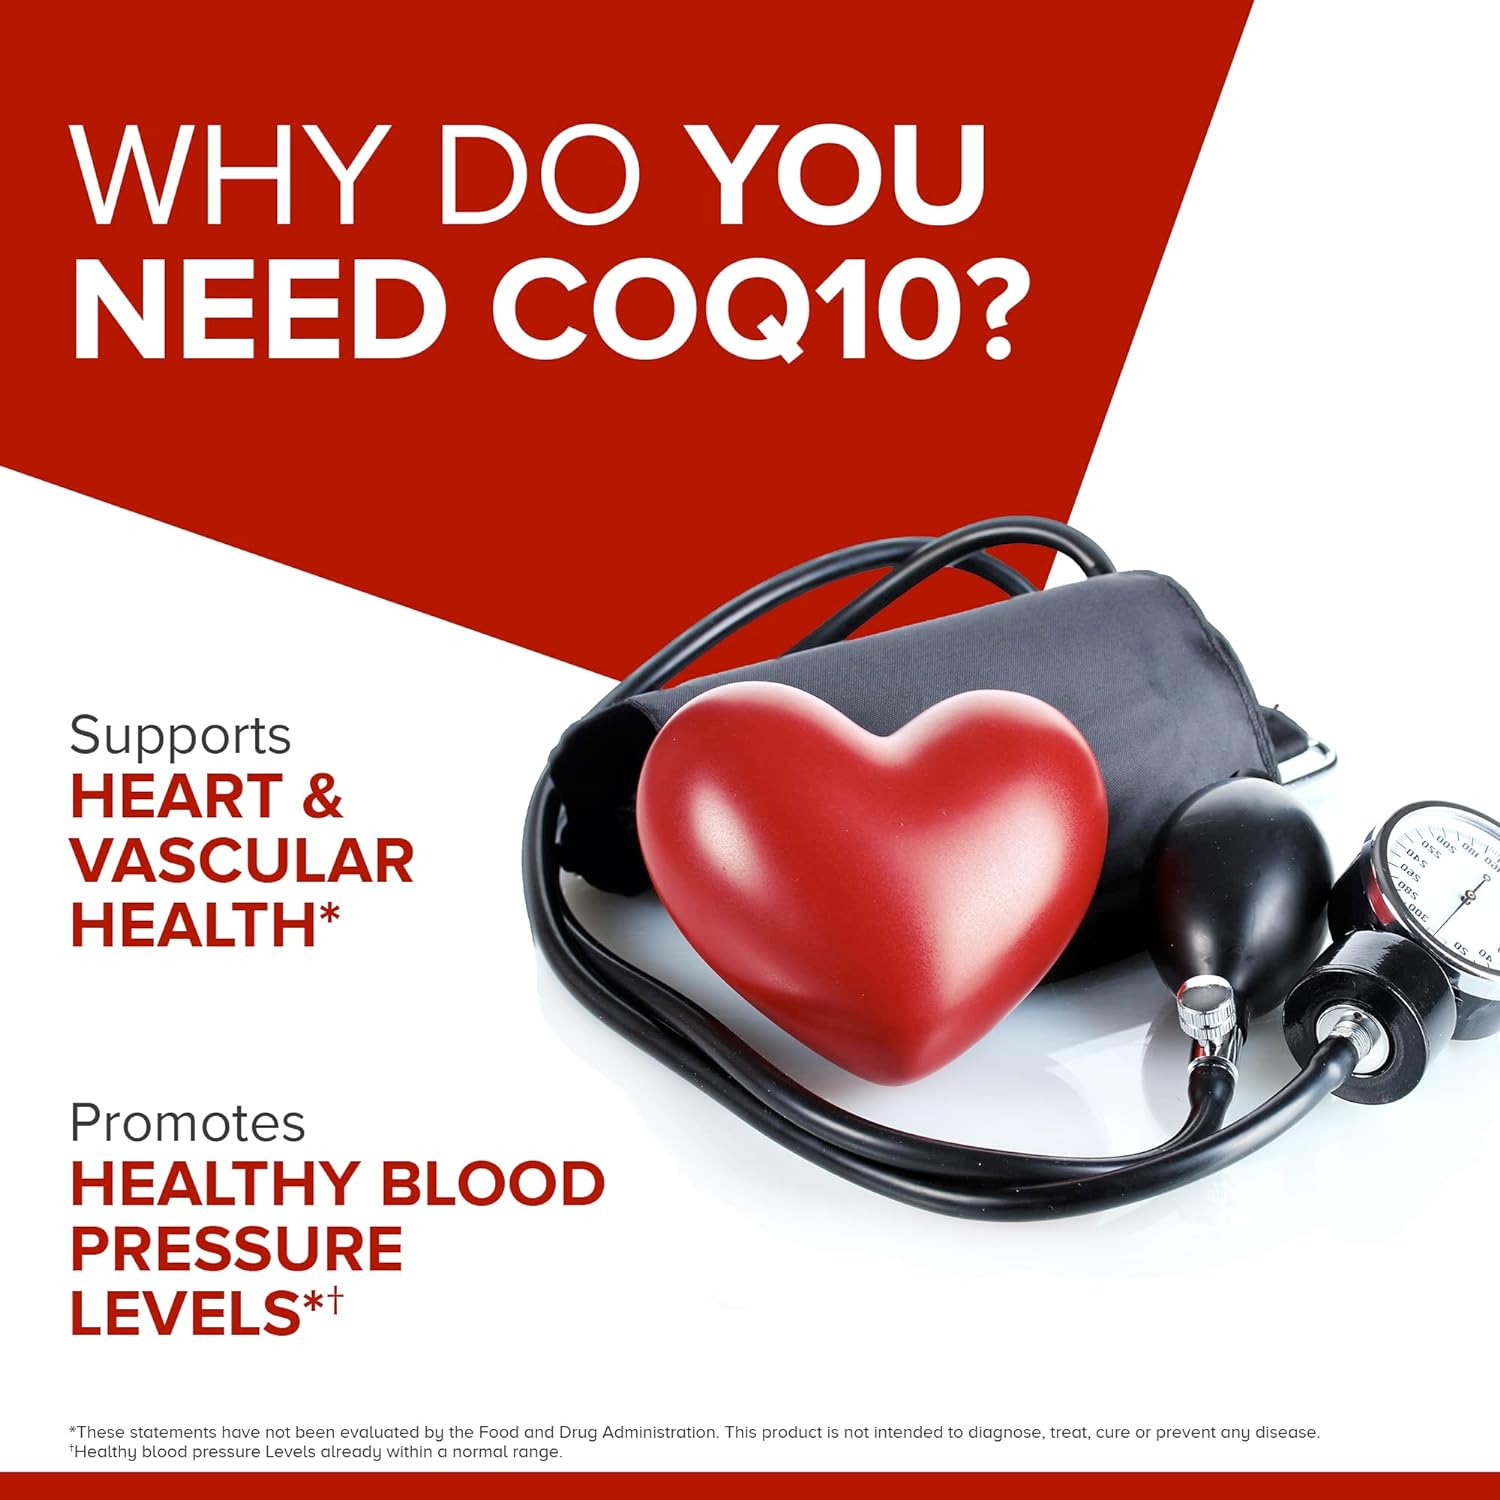 WHY DO YOU
NEED COQ10?
Supports
HEART &
VASCULAR
HEALTH*
Promotes
HEALTHY BLOOD
PRESSURE
LEVELS*†
*These statements have not been evaluated by the Food and Drug Administration. This product is not intended to diagnose, treat, cure or prevent any disease.
†Healthy blood pressure Levels already within a normal range.